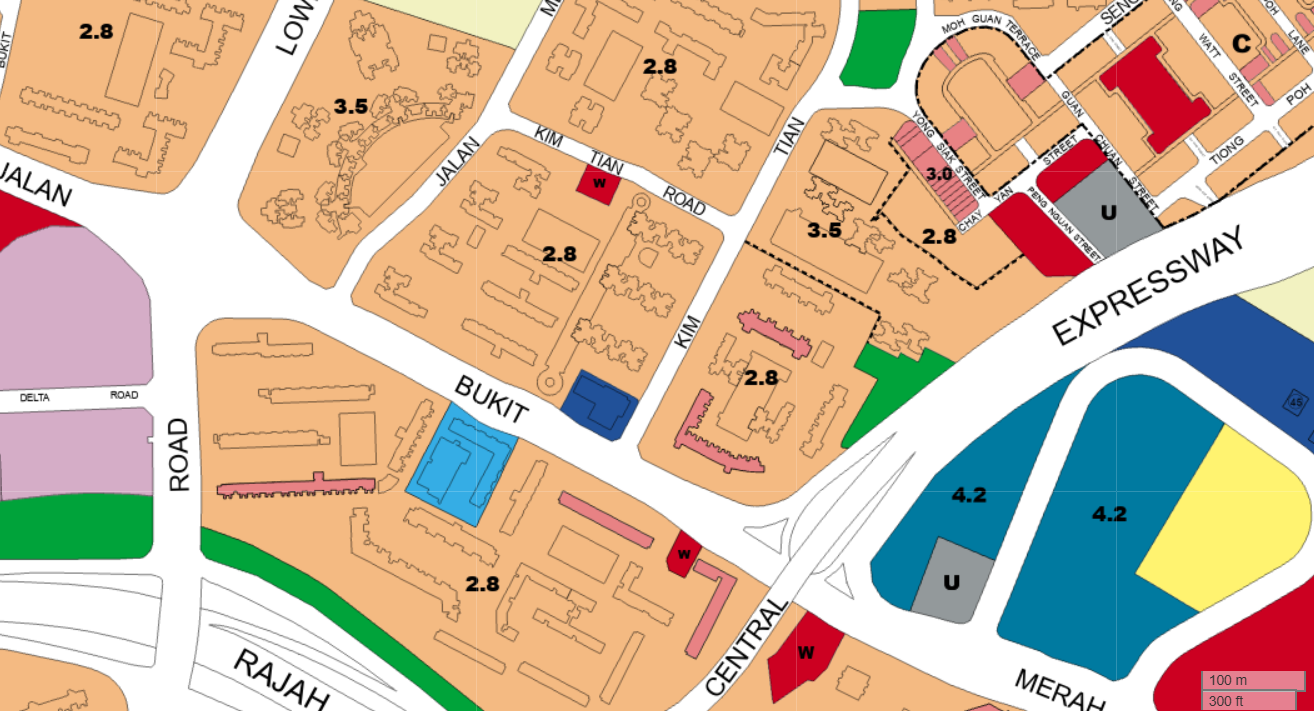 BUKIT
2.8
LOW
3.5
JALAN
2.8
KIM TIAN ROAD
W
JALAN
2.8
TIAN
KIM
MOH GUAN TERRACE
SENG
C
WATT STREET
POH
LANE
POH
TIONG
GUAN
CHUAN
STREET
YONG SIAK STREET
3.0
STREET
YAN
CHAY
PENG NGUAN STREET
U
3.5
2.8
2.8
EXPRESSWAY
45
DELTA ROAD
ROAD
BUKIT
2.8
W
4.2
4.2
U
CENTRAL
W
MERAH
RAJAH
100 m
300 ft